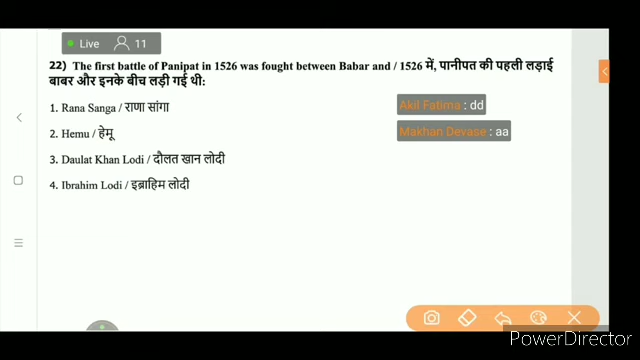 Live 11
22) The first battle of Panipat in 1526 was fought between Babar and / 1526 में, पानीपत की पहली लड़ाई
बाबर और इनके बीच लड़ी गई थी:
1. Rana Sanga / राणा सांगा
Akil Fatima : dd
2. Hemu / हेमू
Makhan Devase : aa
3. Daulat Khan Lodi / दौलत खान लोदी
4. Ibrahim Lodi / इब्राहिम लोदी
PowerDirector